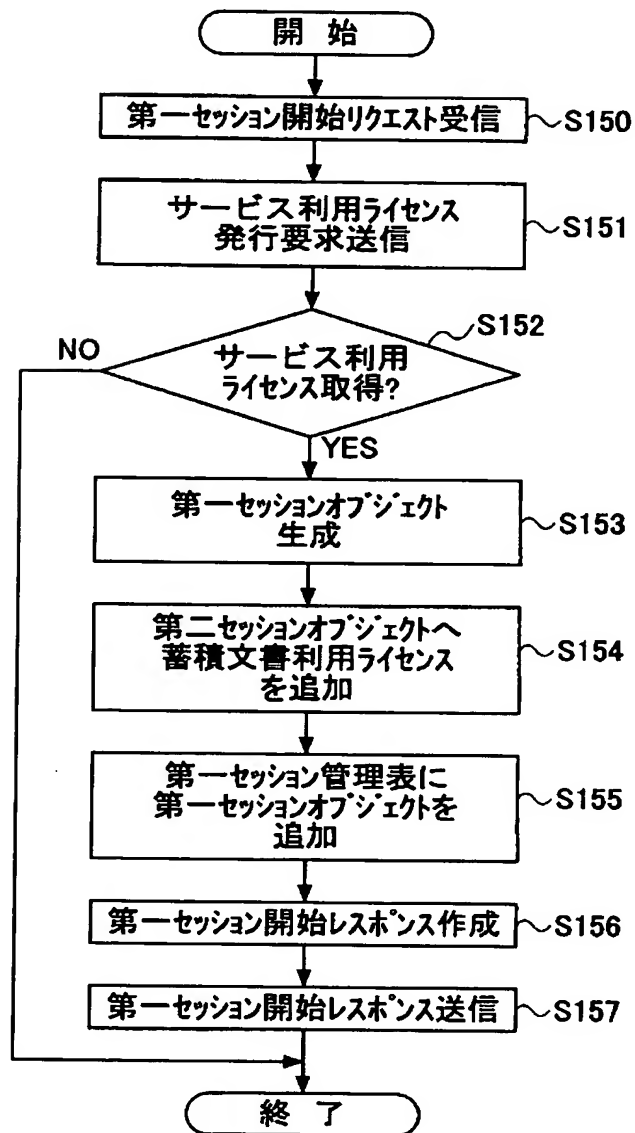 開 始
第一セッション開始リクエスト受信
S150
サービス利用ライセンス
発行要求送信
S151
S152
NO
サービス利用
ライセンス取得?
YES
第一セッションオブジェクト
生成
S153
第二セッションオブジェクトへ
蓄積文書利用ライセンス
を追加
S154
第一セッション管理表に
第一セッションオブジェクトを
追加
S155
第一セッション開始レスポンス作成
S156
第一セッション開始レスポンス送信
S157
終 了